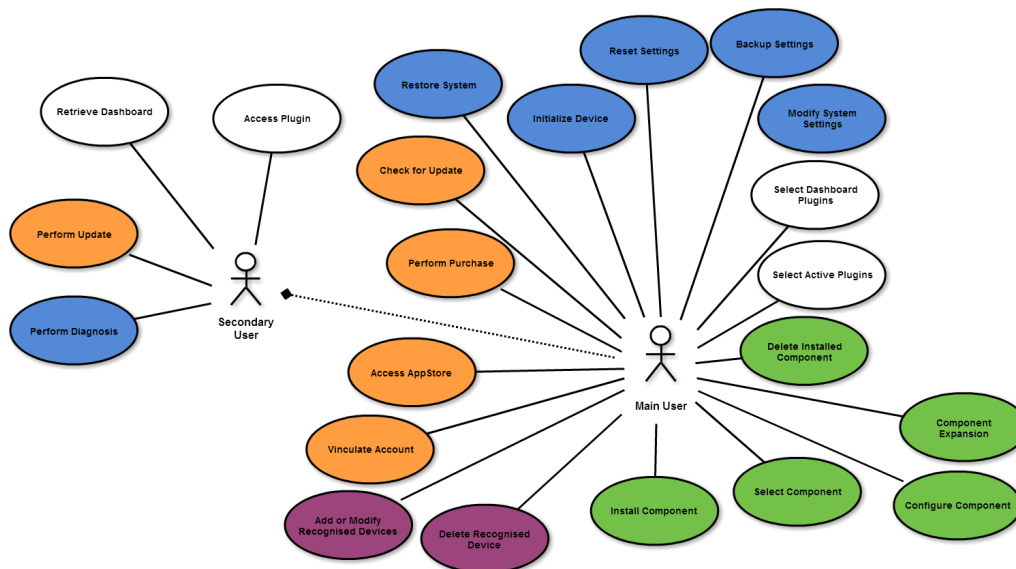 Reset Settings
Backup Settings
Restore System
Retrieve Dashboard
Access Plugin
Initialize Device
Modify System
Settings
Check for Update
Select Dashboard
Plugins
Perform Update
Perform Purchase
Select Active Plugins
Secondary
User
Perform Diagnosis
Delete Installed
Component
Access AppStore
Main User
Component
Expansion
Vinculate Account
Select Component
Configure Component
Install Component
Add or Modify
Recognised Devices
Delete Recognised
Device